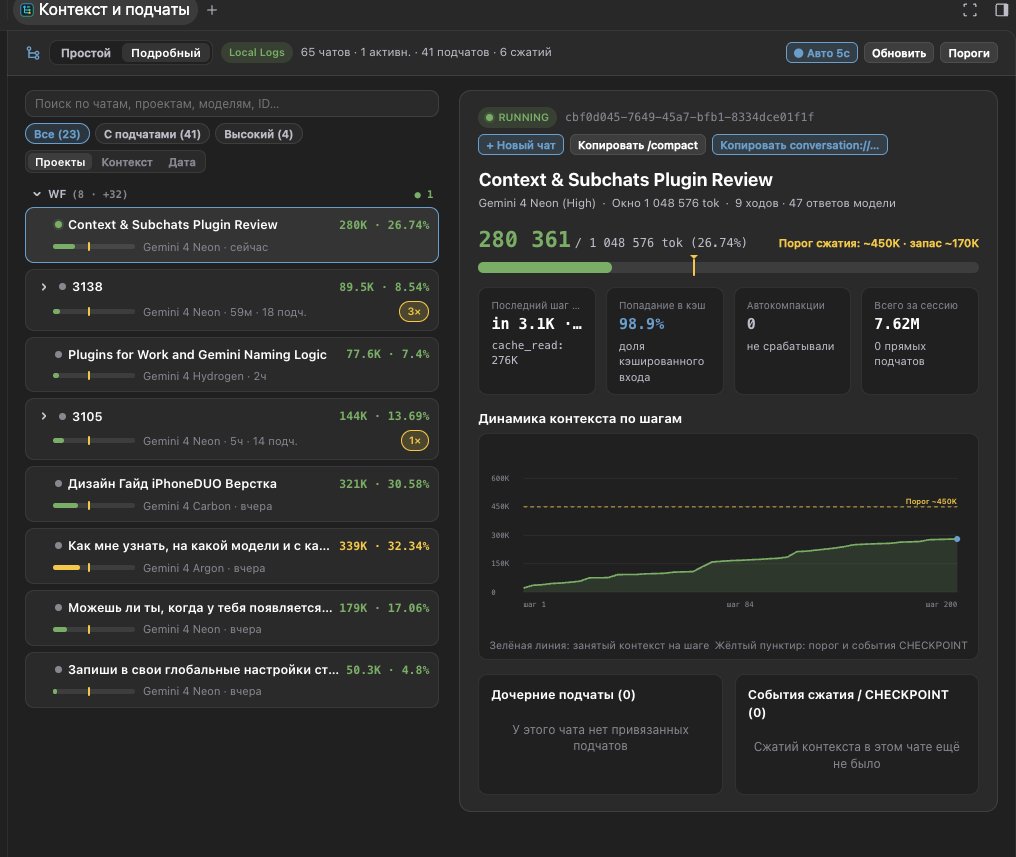 Контекст и подчаты +
Простой Подробный Local Logs 65 чатов · 1 активн. · 41 подчатов · 6 сжатий Авто 5с Обновить Пороги
Поиск по чатам, проектам, моделям, ID...
Все (23) С подчатами (41) Высокий (4)
Проекты Контекст Дата
WF (8 · +32) 1
Context & Subchats Plugin Review 280K · 26.74%
Gemini 4 Neon · сейчас
3138 89.5K · 8.54%
Gemini 4 Neon · 59м · 18 подч. 3×
Plugins for Work and Gemini Naming Logic 77.6K · 7.4%
Gemini 4 Hydrogen · 2ч
3105 144K · 13.69%
Gemini 4 Neon · 5ч · 14 подч. 1×
Дизайн Гайд iPhoneDUO Верстка 321K · 30.58%
Gemini 4 Carbon · вчера
Как мне узнать, на какой модели и с ка... 339K · 32.34%
Gemini 4 Argon · вчера
Можешь ли ты, когда у тебя появляется... 179K · 17.06%
Gemini 4 Neon · вчера
Запиши в свои глобальные настройки ст... 50.3K · 4.8%
Gemini 4 Neon · вчера
RUNNING cbf0d045-7649-45a7-bfb1-8334dce01f1f
+ Новый чат Копировать /compact Копировать conversation://...
Context & Subchats Plugin Review
Gemini 4 Neon (High) · Окно 1 048 576 tok · 9 ходов · 47 ответов модели
280 361 / 1 048 576 tok (26.74%) Порог сжатия: ~450K · запас ~170K
Последний шаг ...
in 3.1K ·...
cache_read:
276K
Попадание в кэш
98.9%
доля
кэшированного
входа
Автокомпакции
0
не срабатывали
Всего за сессию
7.62M
0 прямых
подчатов
Динамика контекста по шагам
600K
Порог ~450K
450K
300K
150K
0
шаг 1 шаг 84 шаг 200
Зелёная линия: занятый контекст на шаге Жёлтый пунктир: порог и события CHECKPOINT
Дочерние подчаты (0)
У этого чата нет привязанных
подчатов
События сжатия / CHECKPOINT
(0)
Сжатий контекста в этом чате ещё
не было